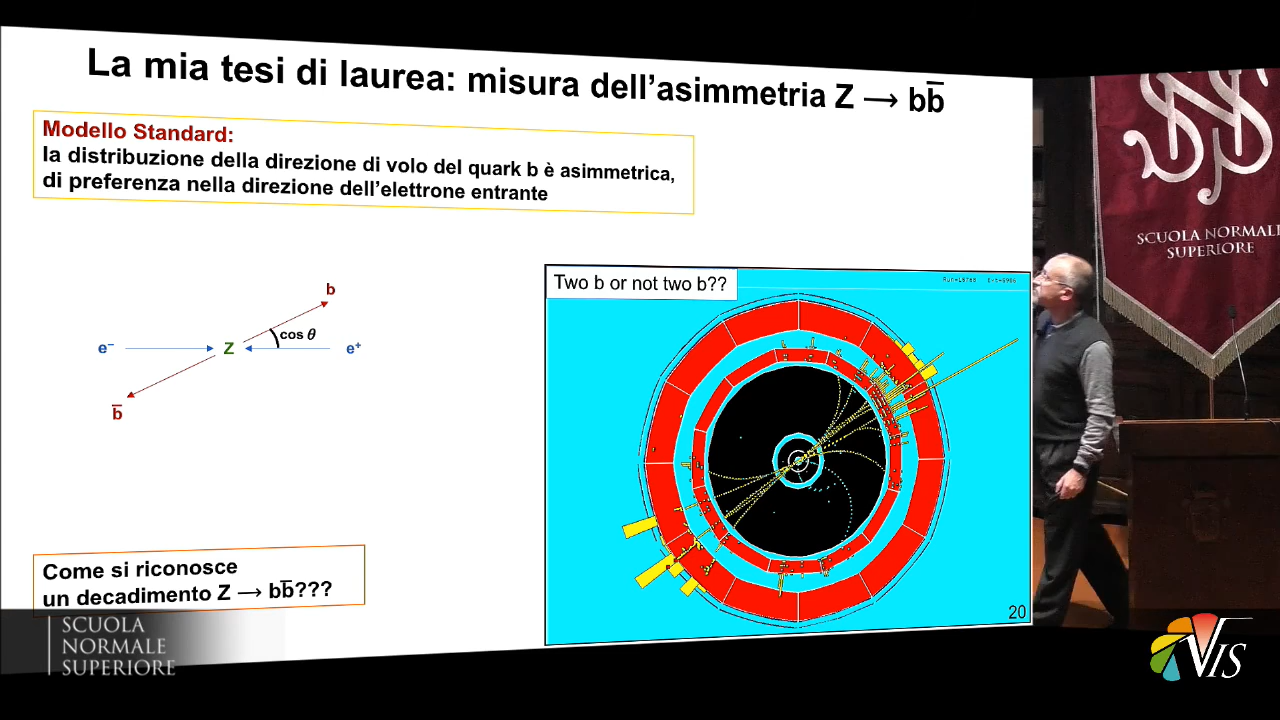 La mia tesi di laurea: misura dell'asimmetria Z → bb̅
Modello Standard:
la distribuzione della direzione di volo del quark b è asimmetrica,
di preferenza nella direzione dell'elettrone entrante
Two b or not two b??
b
cos θ
e⁻
Z
e⁺
b̅
Come si riconosce
un decadimento Z → bb̅???
20
SCUOLA NORMALE
SUPERIORE
SCUOLA
NORMALE
SUPERIORE
VIS